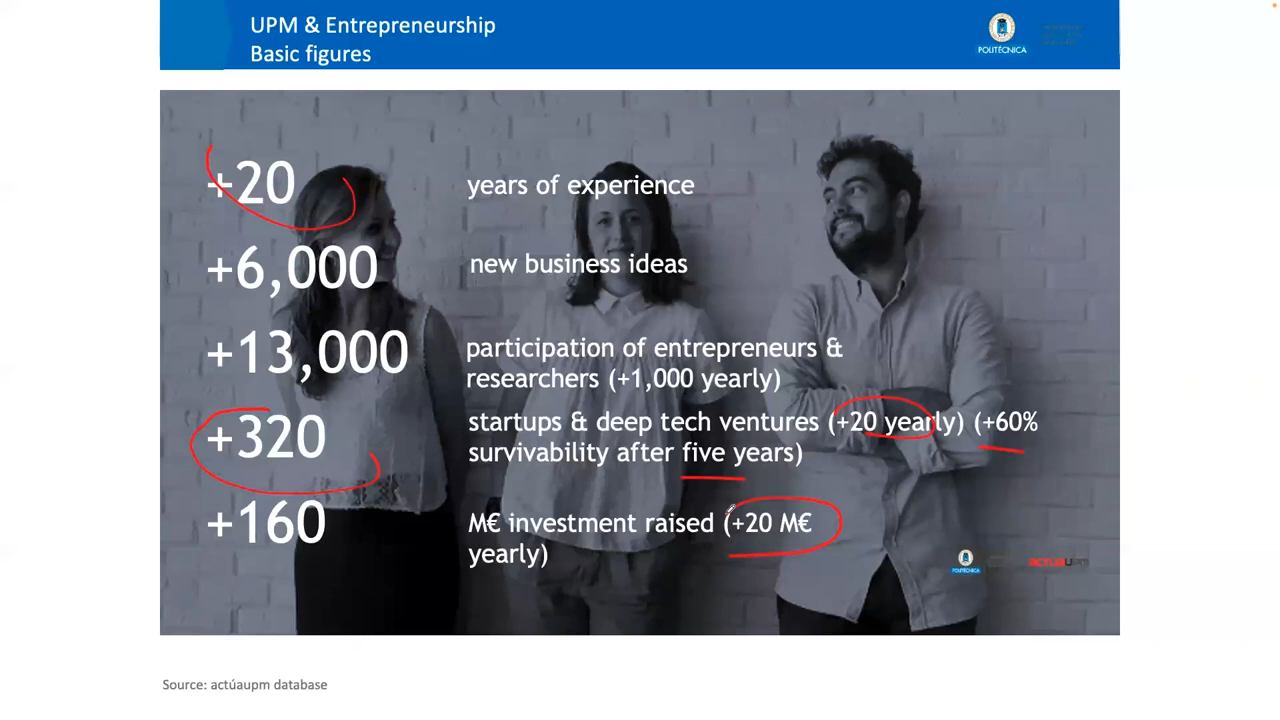 UPM & Entrepreneurship
Basic figures
POLITÉCNICA
+20
years of experience
+6,000
new business ideas
+13,000
participation of entrepreneurs &
researchers (+1,000 yearly)
+320
startups & deep tech ventures (+20 yearly) (+60%
survivability after five years)
+160
M€ investment raised (+20 M€
yearly)
POLITÉCNICA
actúaupm
Source: actúaupm database